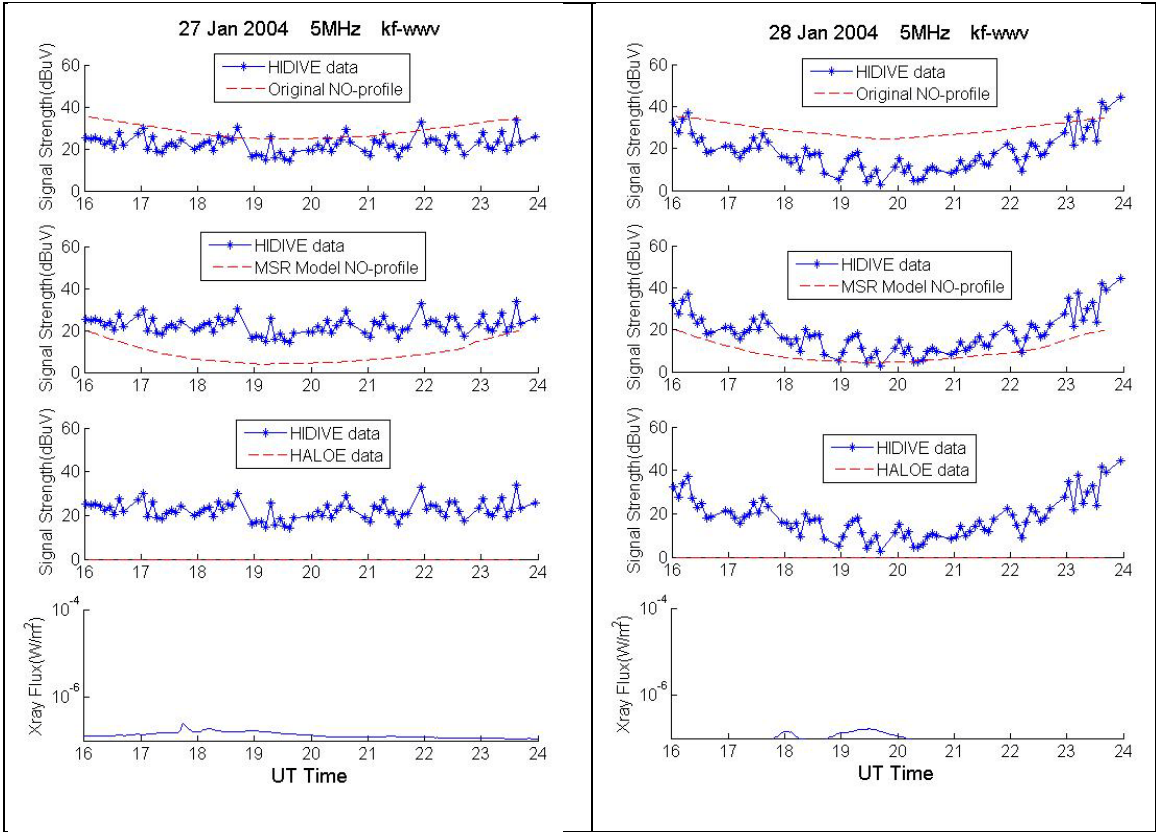 27 Jan 2004 5MHz kf-wwv
60
40
20
0
Signal Strength(dBuV)
HIDIVE data
Original NO-profile
16 17 18 19 20 21 22 23 24
60
40
20
0
Signal Strength(dBuV)
HIDIVE data
MSR Model NO-profile
16 17 18 19 20 21 22 23 24
60
40
20
0
Signal Strength(dBuV)
HIDIVE data
HALOE data
16 17 18 19 20 21 22 23 24
10^-4
10^-6
Xray Flux(W/m²)
16 17 18 19 20 21 22 23 24
UT Time
28 Jan 2004 5MHz kf-wwv
60
40
20
0
Signal Strength(dBuV)
HIDIVE data
Original NO-profile
16 17 18 19 20 21 22 23 24
60
40
20
0
Signal Strength(dBuV)
HIDIVE data
MSR Model NO-profile
16 17 18 19 20 21 22 23 24
60
40
20
0
Signal Strength(dBuV)
HIDIVE data
HALOE data
16 17 18 19 20 21 22 23 24
10^-4
10^-6
Xray Flux(W/m²)
16 17 18 19 20 21 22 23 24
UT Time